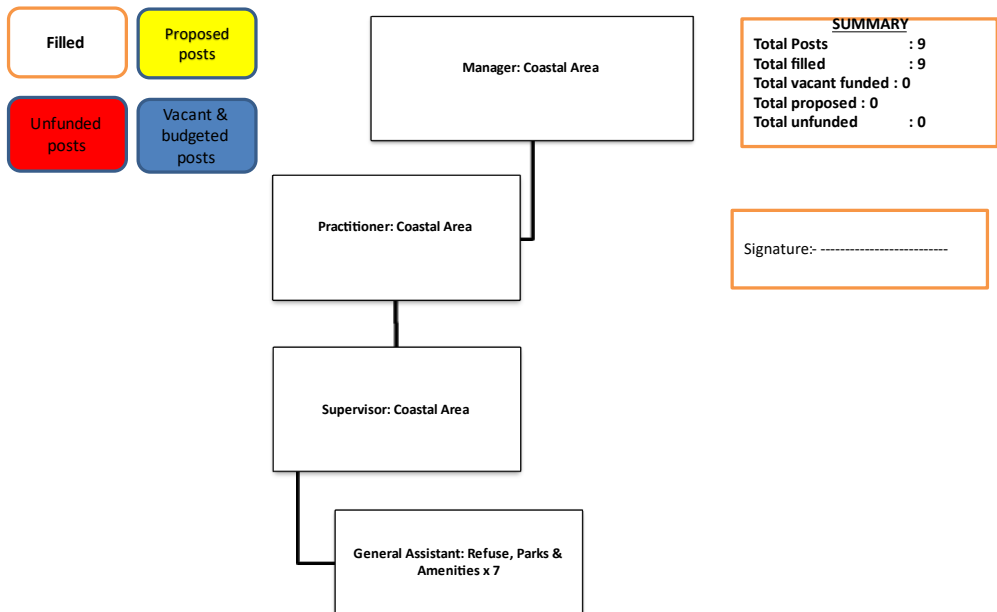 Filled
Proposed
posts
Unfunded
posts
Vacant &
budgeted
posts
Manager: Coastal Area
SUMMARY
Total Posts : 9
Total filled : 9
Total vacant funded : 0
Total proposed : 0
Total unfunded : 0
Practitioner: Coastal Area
Signature:- --------------------------
Supervisor: Coastal Area
General Assistant: Refuse, Parks &
Amenities x 7